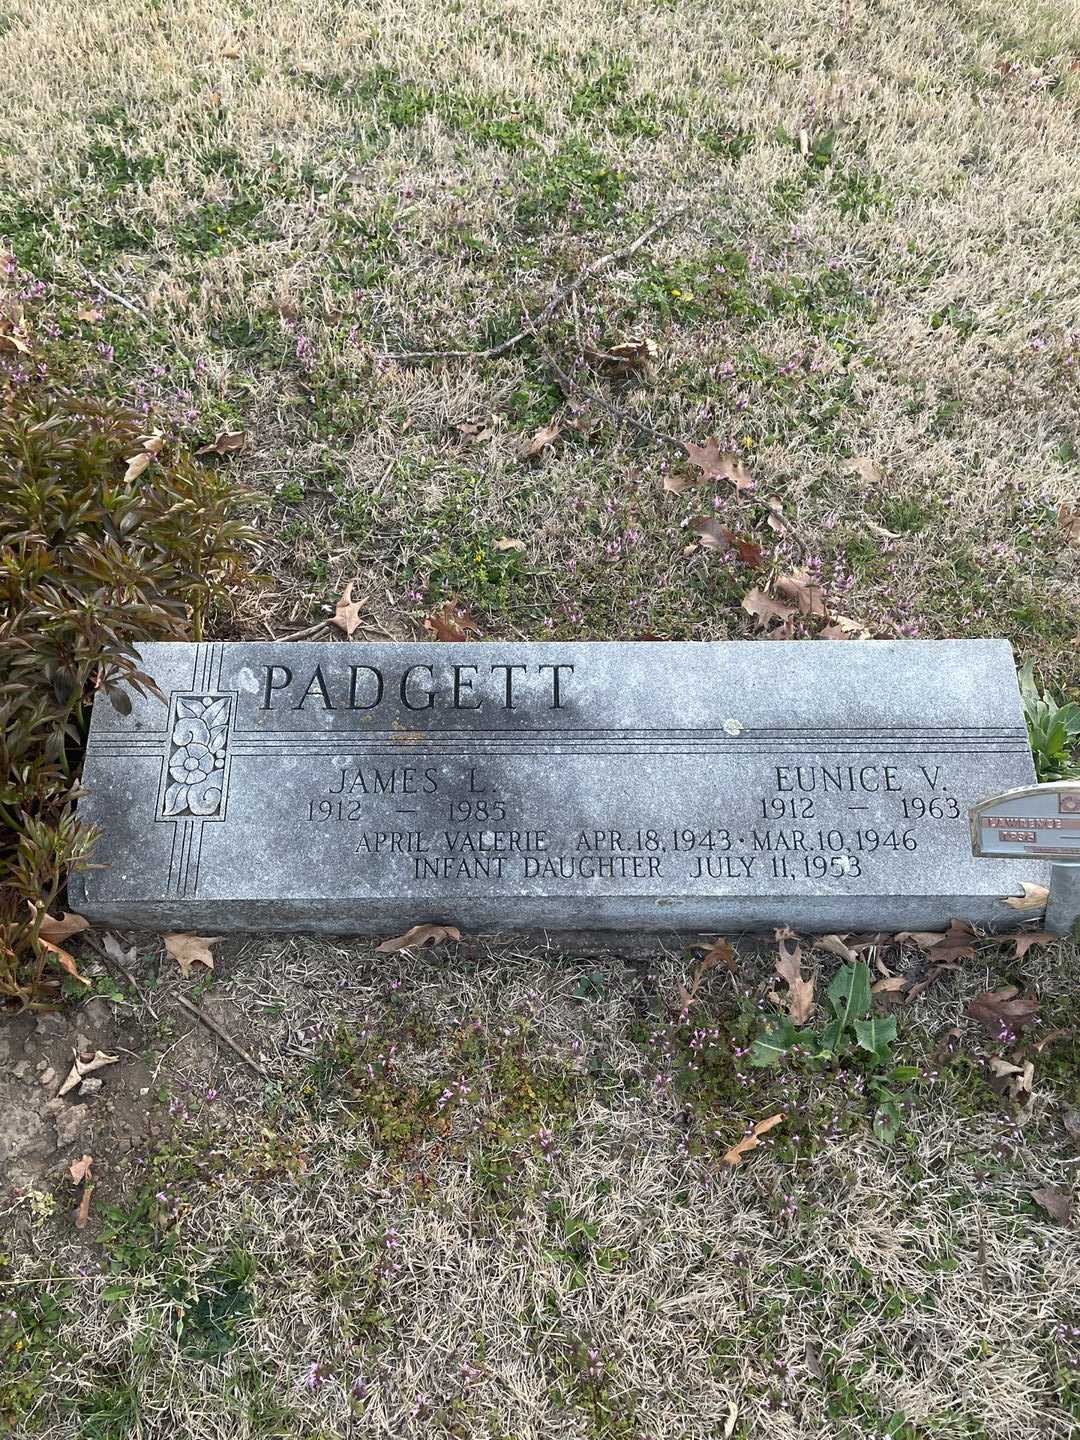 PADGETT
JAMES L. EUNICE V.
1912 — 1985 1912 — 1963
APRIL VALERIE APR. 18, 1943 · MAR. 10, 1946
INFANT DAUGHTER JULY 11, 1953
LAWRENCE